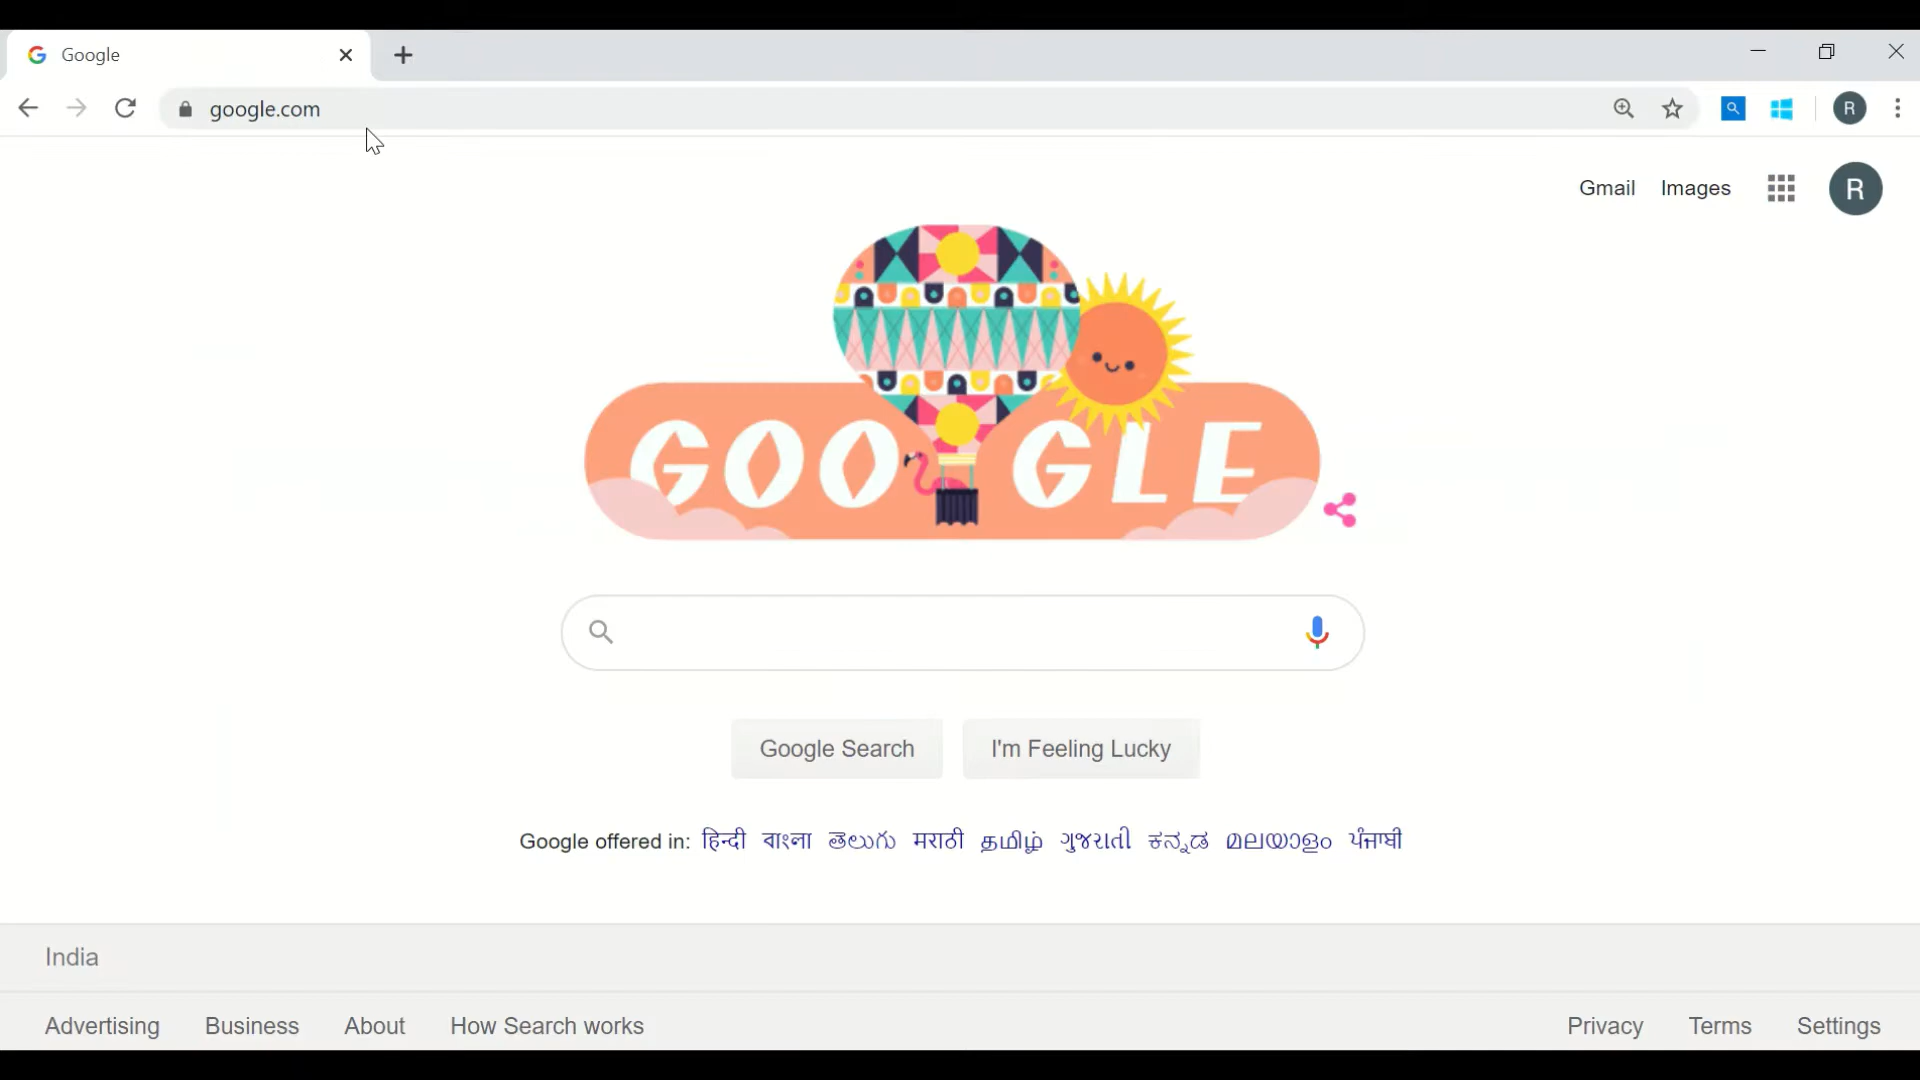 Google
google.com
R
Gmail Images R
GOOGLE
Google Search I'm Feeling Lucky
Google offered in: हिन्दी বাংলা తెలుగు मराठी தமிழ் ગુજરાતી ಕನ್ನಡ മലയാളം ਪੰਜਾਬੀ
India
Advertising Business About How Search works Privacy Terms Settings